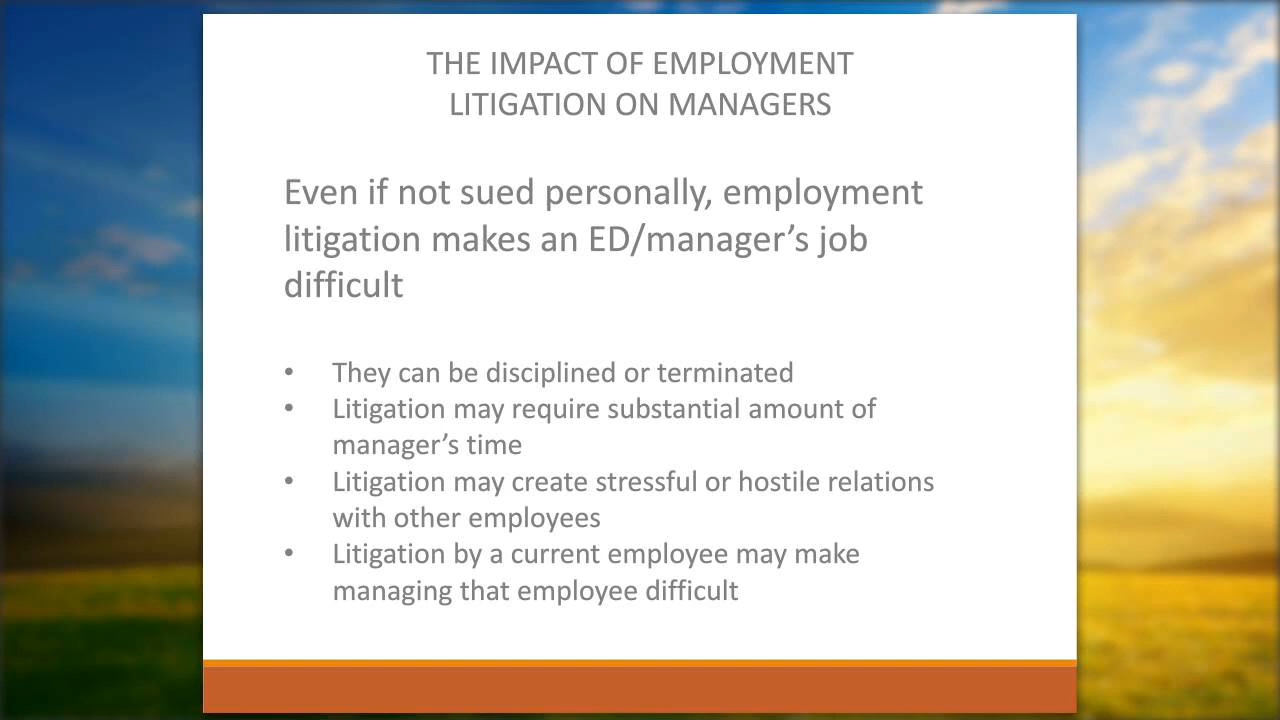 THE IMPACT OF EMPLOYMENT
LITIGATION ON MANAGERS
Even if not sued personally, employment
litigation makes an ED/manager’s job
difficult
• They can be disciplined or terminated
• Litigation may require substantial amount of
manager’s time
• Litigation may create stressful or hostile relations
with other employees
• Litigation by a current employee may make
managing that employee difficult